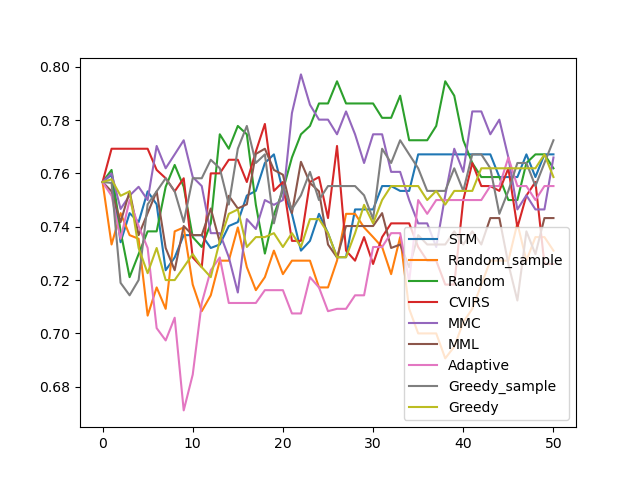 0.80
0.78
0.76
0.74
0.72
0.70
0.68
0
10
20
30
40
50
STM
Random_sample
Random
CVIRS
MMC
MML
Adaptive
Greedy_sample
Greedy